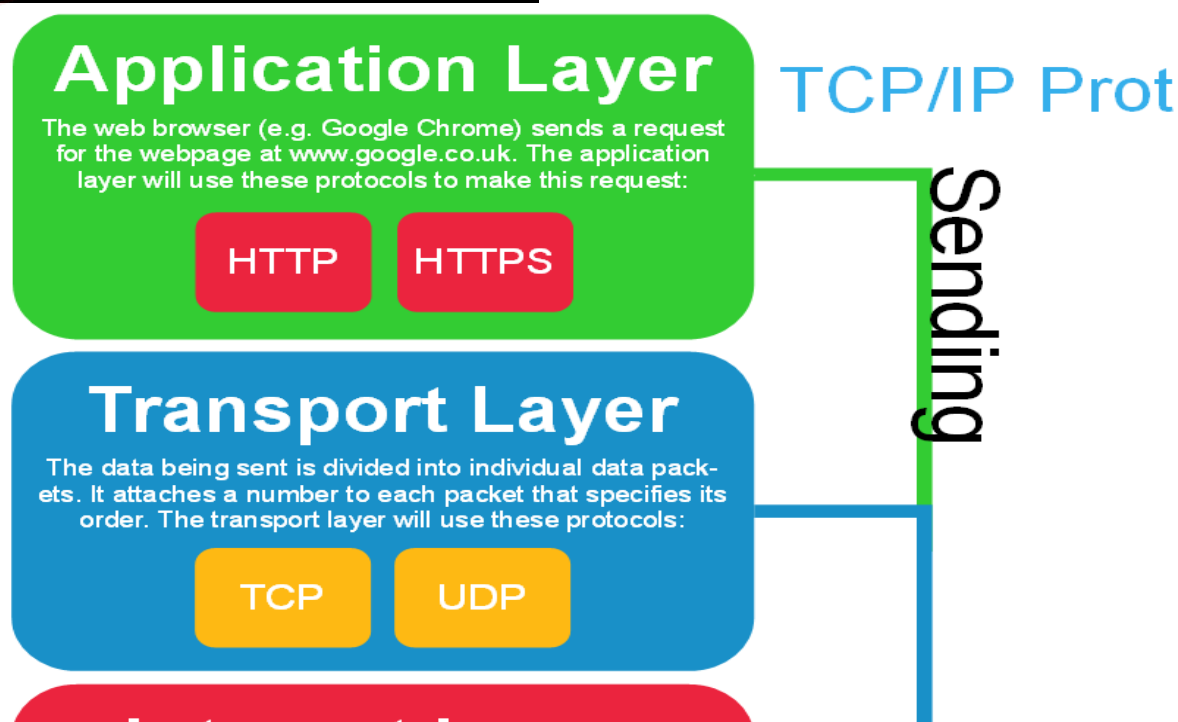 Application Layer
The web browser (e.g. Google Chrome) sends a request
for the webpage at www.google.co.uk. The application
layer will use these protocols to make this request:
HTTP HTTPS
TCP/IP Prot
Sending
Transport Layer
The data being sent is divided into individual data pack-
ets. It attaches a number to each packet that specifies its
order. The transport layer will use these protocols:
TCP UDP